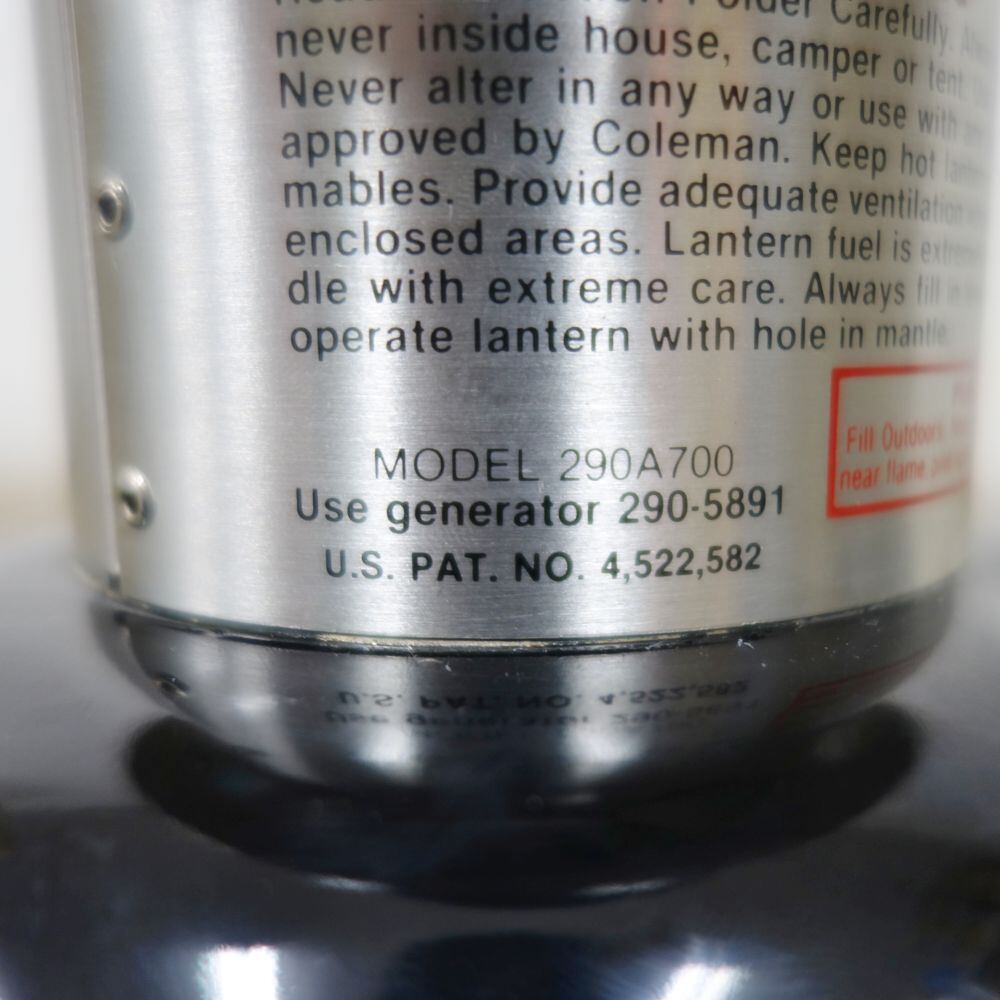 Carefully.
never inside house, camper or tent.
Never alter in any way or use with
approved by Coleman. Keep hot
mables. Provide adequate ventilation
enclosed areas. Lantern fuel is
dle with extreme care. Always fill
operate lantern with hole in mantle.
Fill Outdoors
near flame
MODEL 290A700
Use generator 290-5891
U.S. PAT. NO. 4,522,582